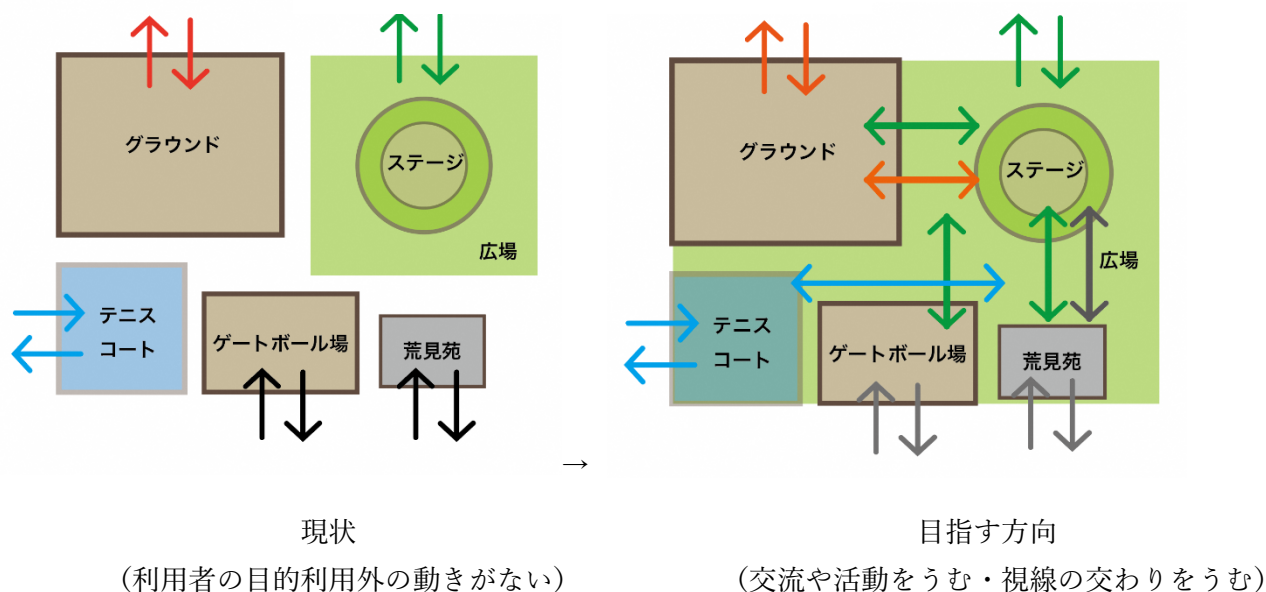 グラウンド
ステージ
広場
テニス
コート
ゲートボール場
荒見苑
→
グラウンド
ステージ
広場
テニス
コート
ゲートボール場
荒見苑
現状
（利用者の目的利用外の動きがない）
目指す方向
（交流や活動をうむ・視線の交わりをうむ）